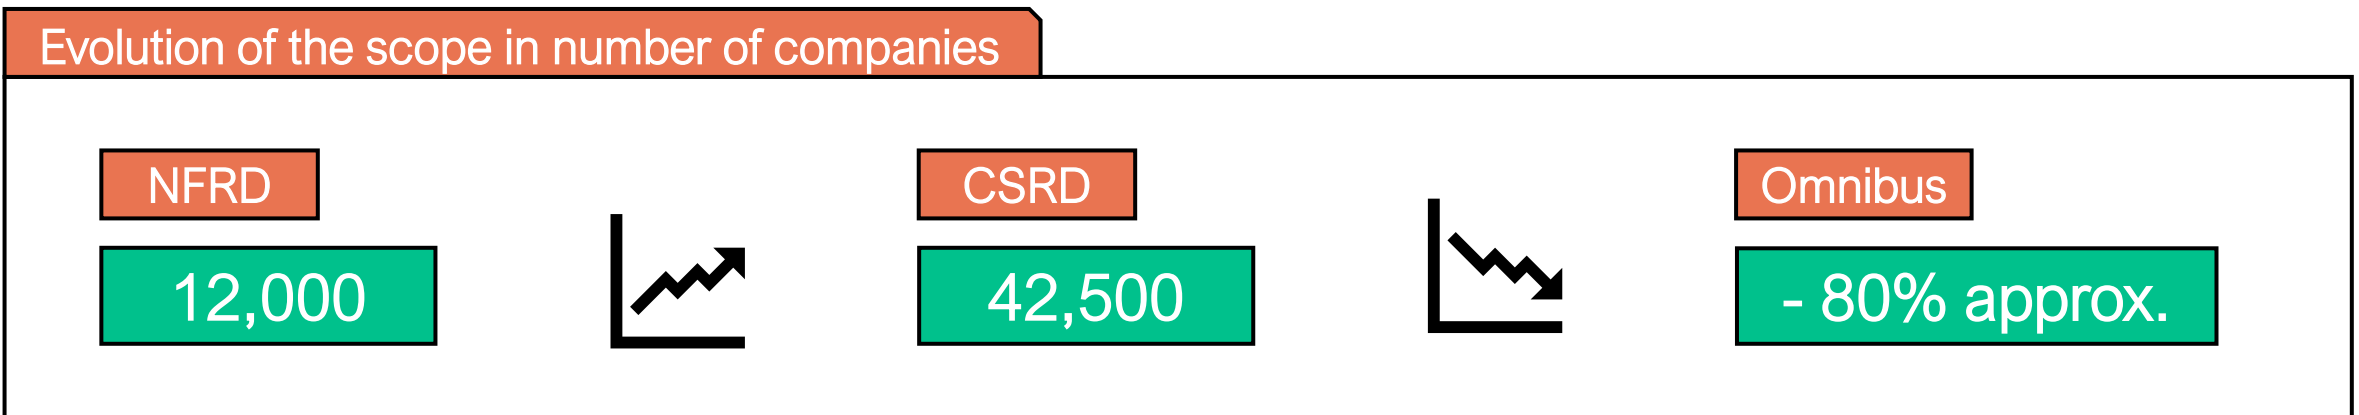 Evolution of the scope in number of companies
NFRD
12,000
CSRD
42,500
Omnibus
- 80% approx.